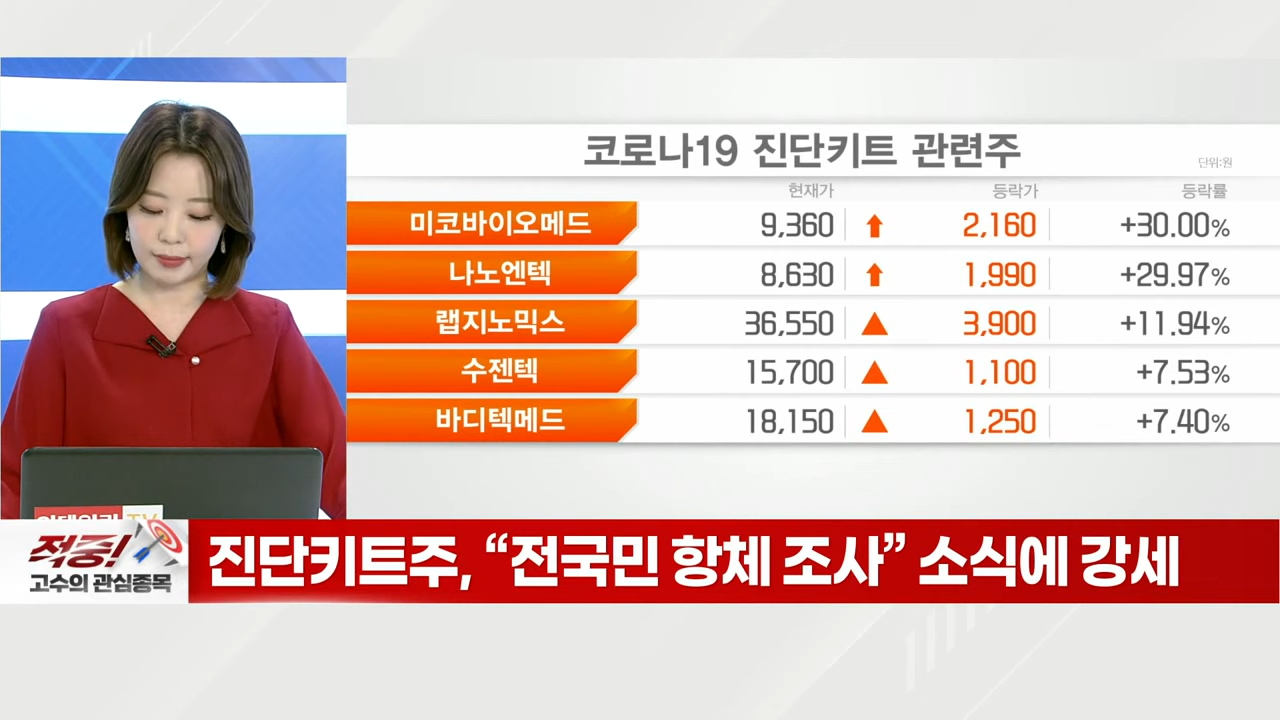 코로나19 진단키트 관련주
단위:원
현재가 등락가 등락률
미코바이오메드 9,360 2,160 +30.00%
나노엔텍 8,630 1,990 +29.97%
랩지노믹스 36,550 3,900 +11.94%
수젠텍 15,700 1,100 +7.53%
바디텍메드 18,150 1,250 +7.40%
적중!
고수의 관심종목
진단키트주, “전국민 항체 조사” 소식에 강세